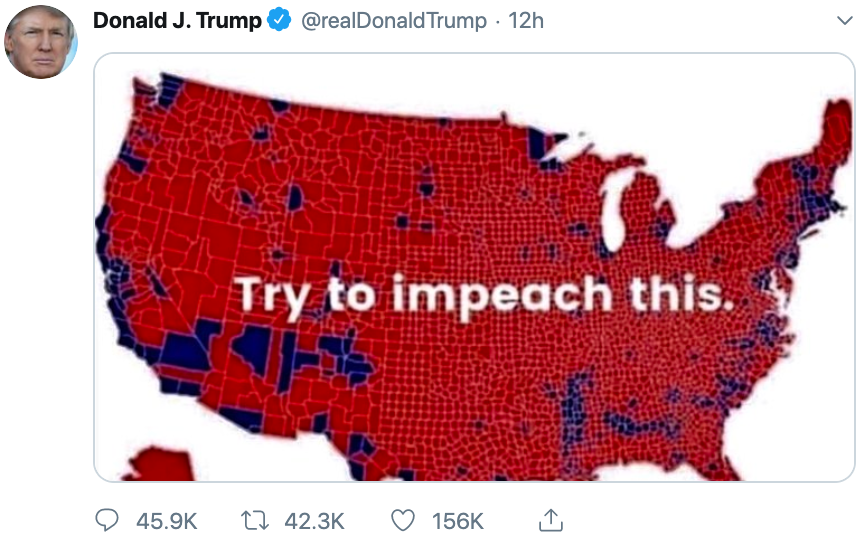 Donald J. Trump @realDonaldTrump · 12h
Try to impeach this.
45.9K 42.3K 156K